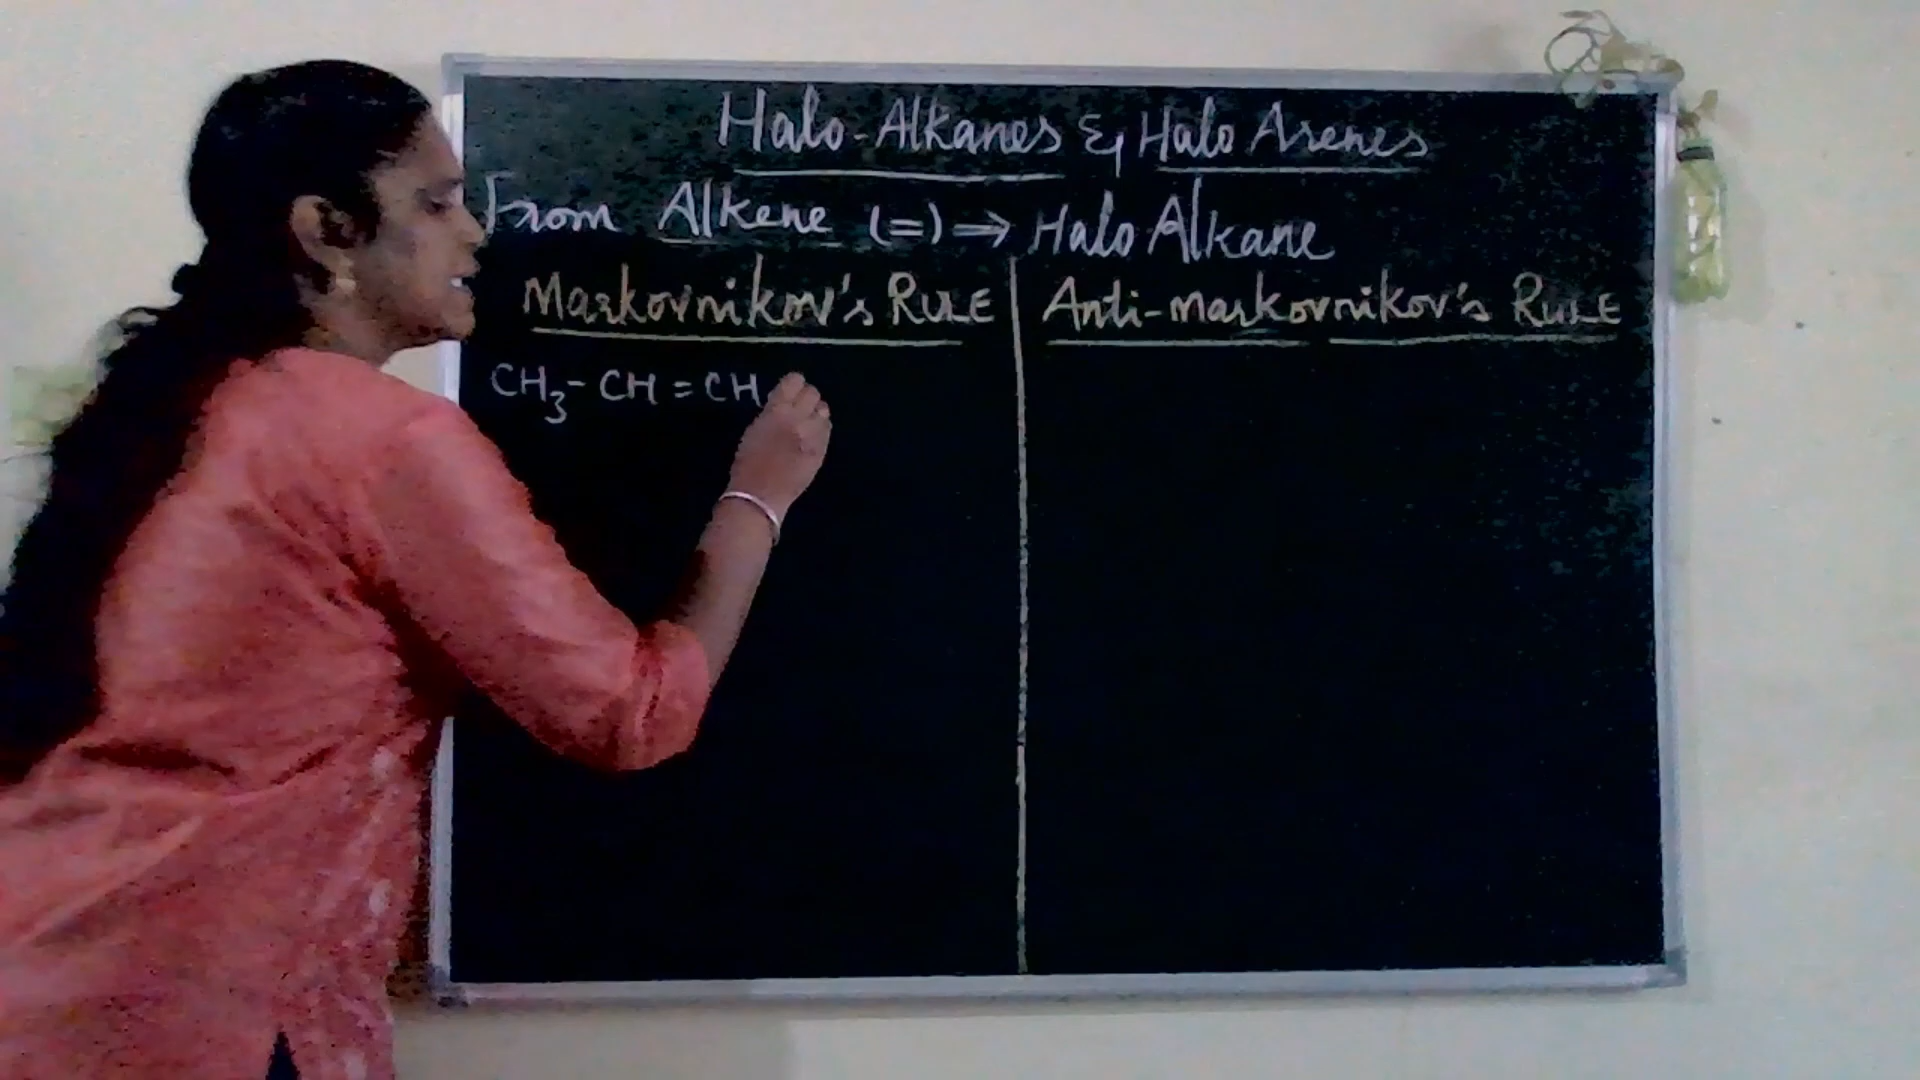 Halo-Alkanes & Halo Arenes
From Alkene (=) ⇒ Halo Alkane
Markovnikov's RULE
Anti-markovnikov's RULE
CH₃-CH=CH